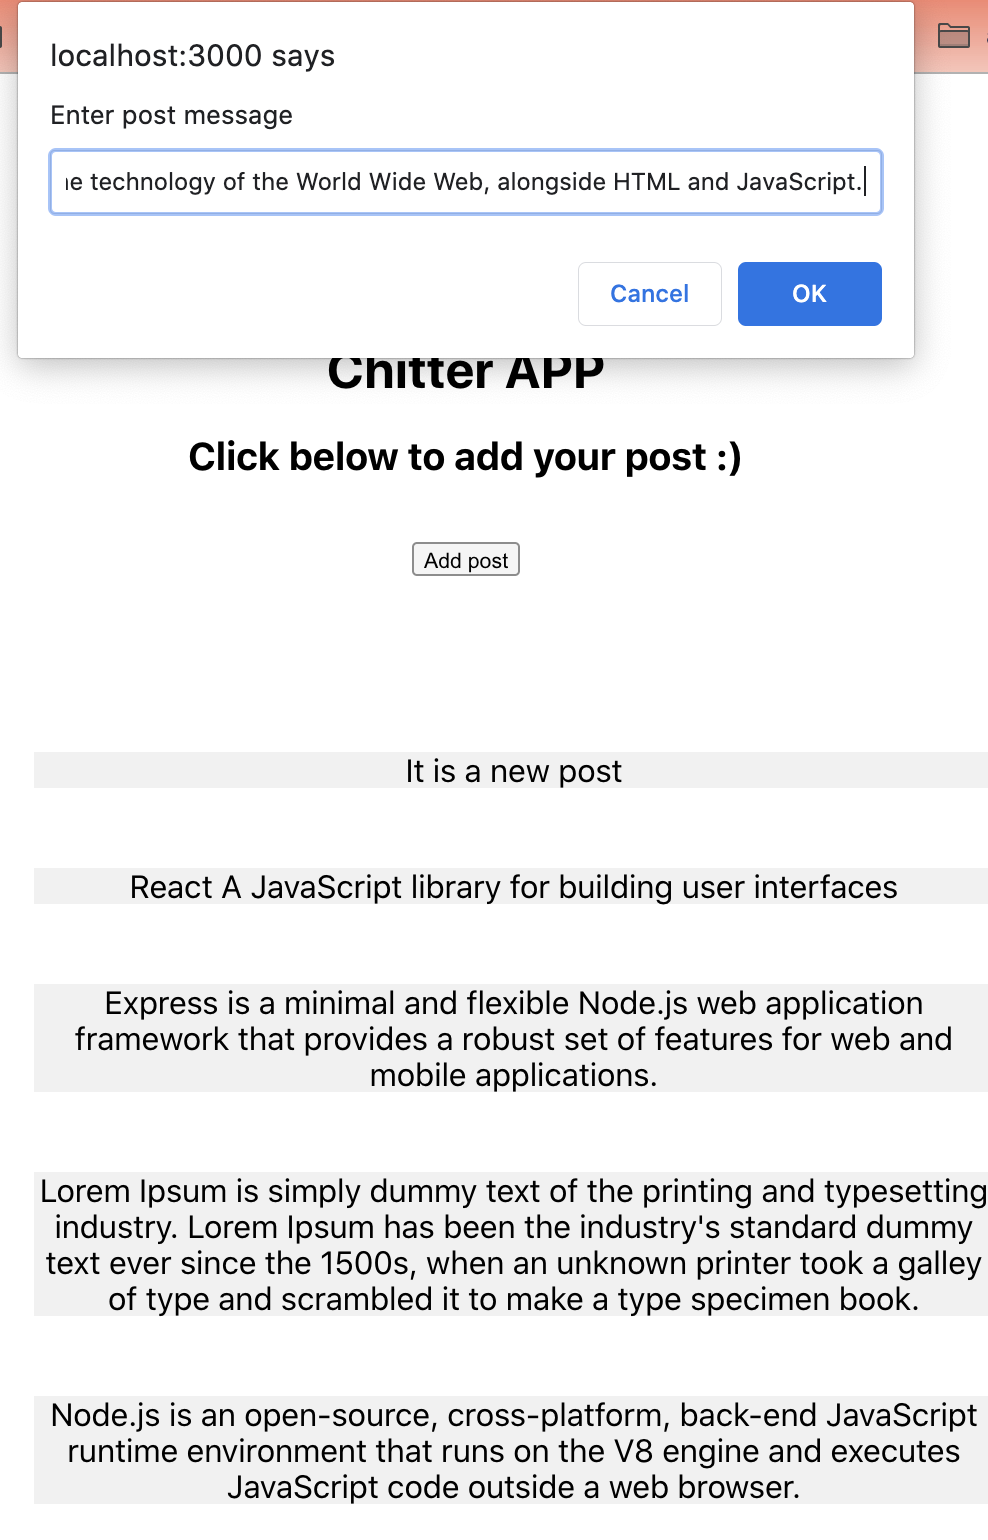 localhost:3000 says
Enter post message
technology of the World Wide Web, alongside HTML and JavaScript.
Cancel
OK
Chitter APP
Click below to add your post :)
Add post
It is a new post
React A JavaScript library for building user interfaces
Express is a minimal and flexible Node.js web application
framework that provides a robust set of features for web and
mobile applications.
Lorem Ipsum is simply dummy text of the printing and typesetting
industry. Lorem Ipsum has been the industry's standard dummy
text ever since the 1500s, when an unknown printer took a galley
of type and scrambled it to make a type specimen book.
Node.js is an open-source, cross-platform, back-end JavaScript
runtime environment that runs on the V8 engine and executes
JavaScript code outside a web browser.